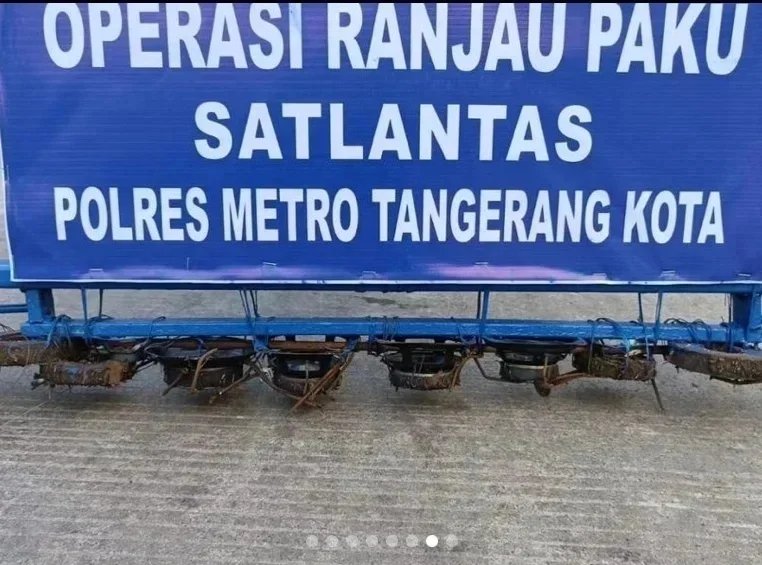 OPERASI RANJAU PAKU
SATLANTAS
POLRES METRO TANGERANG KOTA